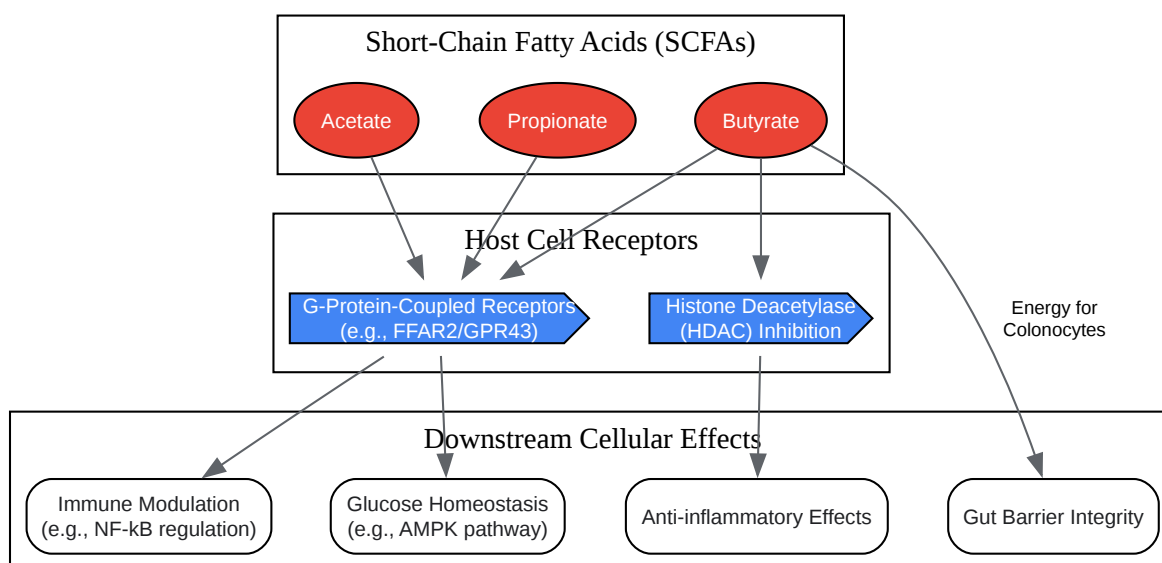 Short-Chain Fatty Acids (SCFAs)
Acetate
Propionate
Butyrate
Host Cell Receptors
G-Protein-Coupled Receptors
(e.g., FFAR2/GPR43)
Histone Deacetylase
(HDAC) Inhibition
Energy for
Colonocytes
Downstream Cellular Effects
Immune Modulation
(e.g., NF-kB regulation)
Glucose Homeostasis
(e.g., AMPK pathway)
Anti-inflammatory Effects
Gut Barrier Integrity